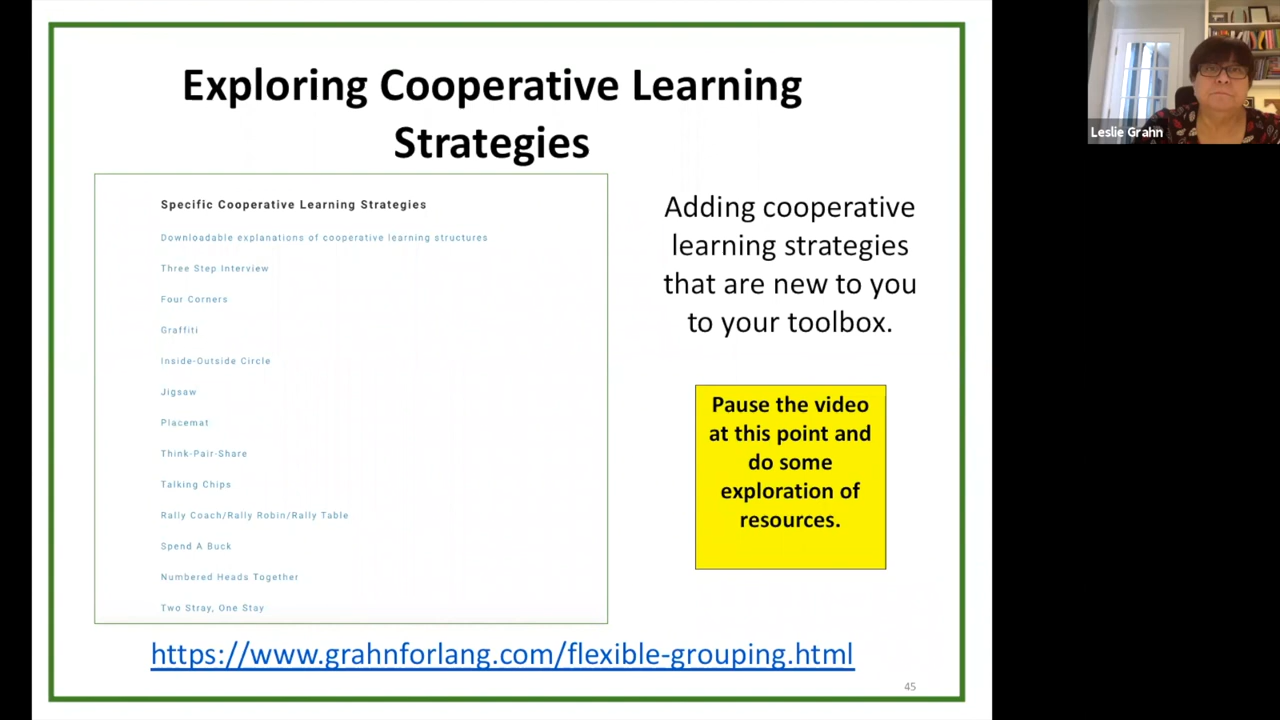 Exploring Cooperative Learning
Strategies
Specific Cooperative Learning Strategies
Downloadable explanations of cooperative learning structures
Three Step Interview
Four Corners
Graffiti
Inside-Outside Circle
Jigsaw
Placemat
Think-Pair-Share
Talking Chips
Rally Coach/Rally Robin/Rally Table
Spend A Buck
Numbered Heads Together
Two Stray, One Stay
Adding cooperative
learning strategies
that are new to you
to your toolbox.
Pause the video
at this point and
do some
exploration of
resources.
https://www.grahnforlang.com/flexible-grouping.html
45
Leslie Grahn